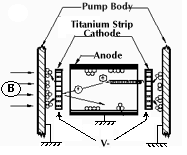 Pump Body
Titanium Strip
Cathode
Anode
B
V-